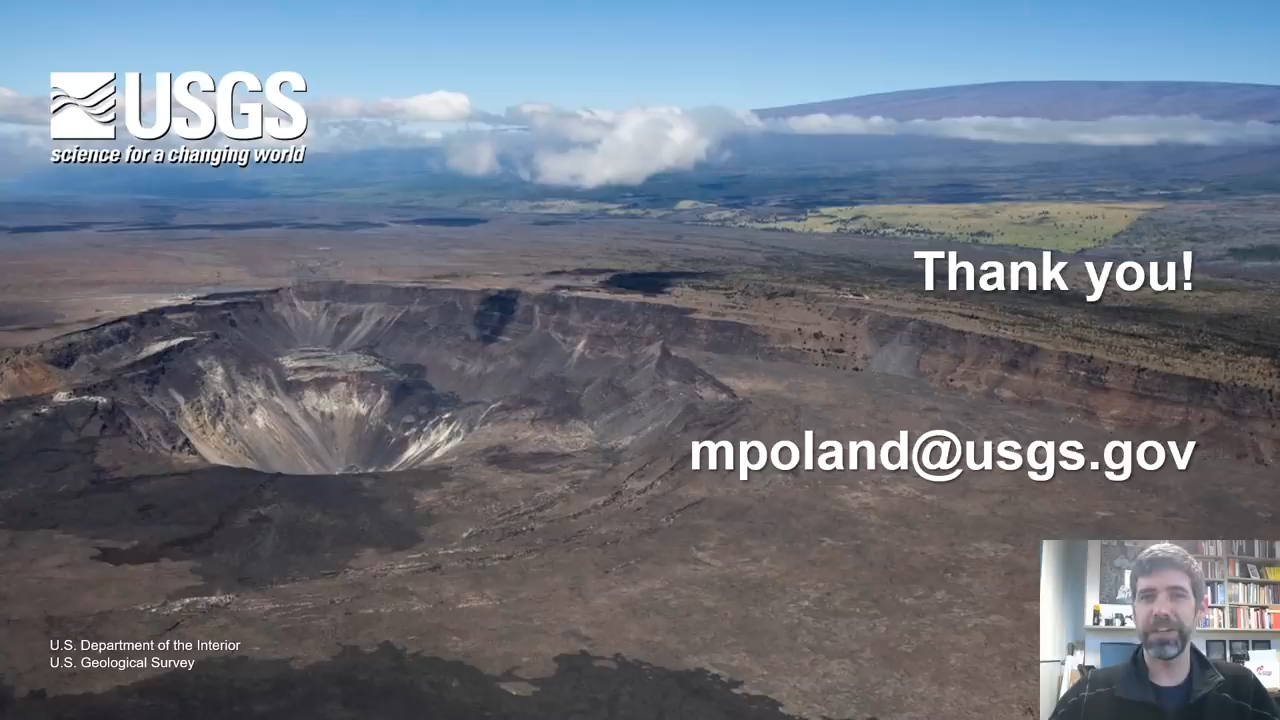 USGS
science for a changing world
Thank you!
mpoland@usgs.gov
U.S. Department of the Interior
U.S. Geological Survey